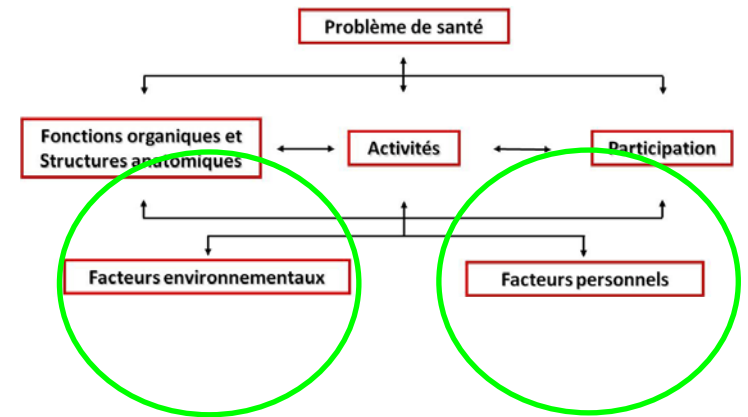 Problème de santé
Fonctions organiques et
Structures anatomiques
Activités
Participation
Facteurs environnementaux
Facteurs personnels